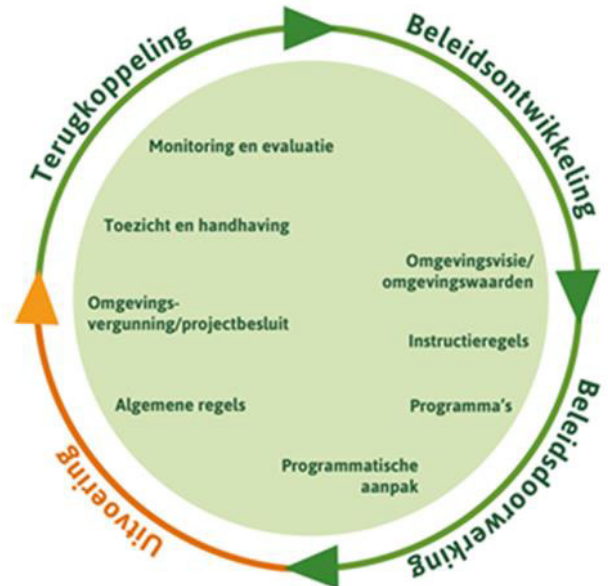 Terugkoppeling
Beleidsontwikkeling
Monitoring en evaluatie
Toezicht en handhaving
Omgevingsvisie/
omgevingswaarden
Omgevings-
vergunning/projectbesluit
Instructieregels
Algemene regels
Programma's
Programmatische
aanpak
Uitvoering
Beleidsdoorwerking